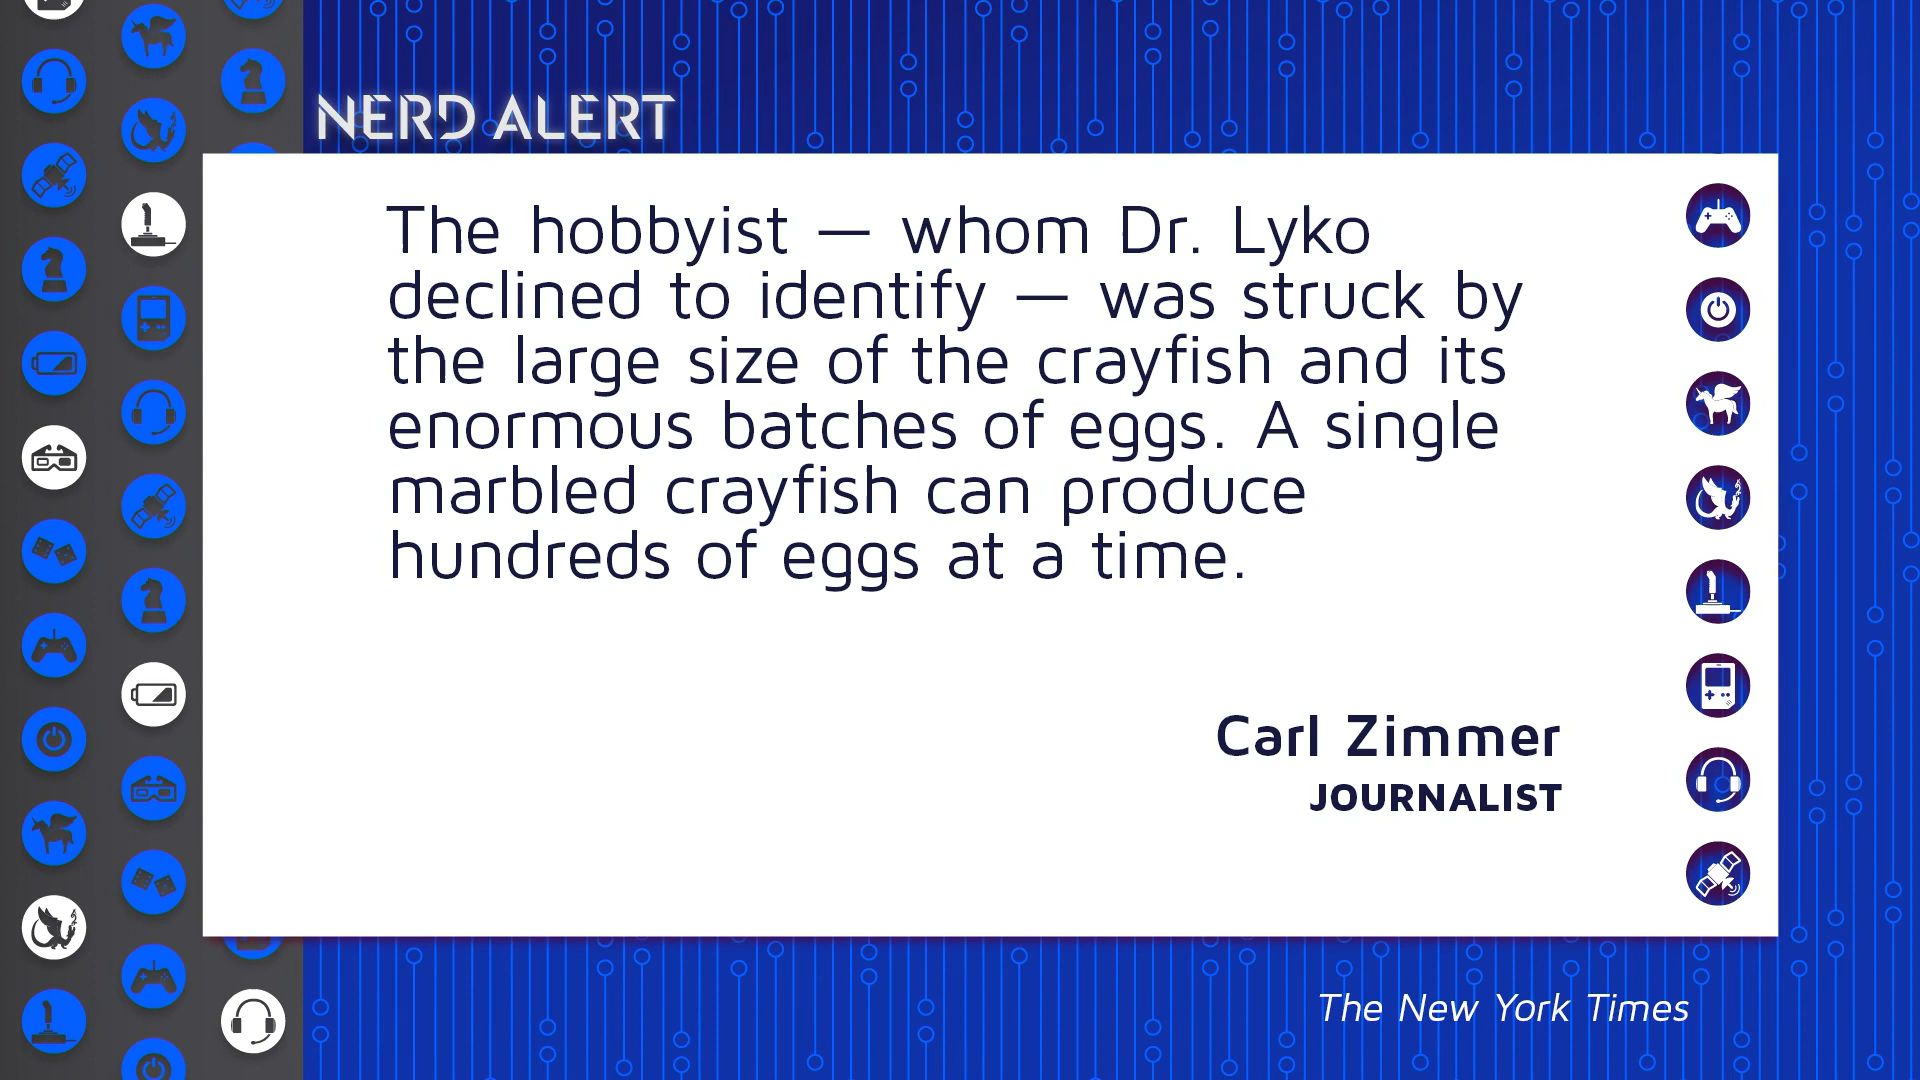 NERD ALERT
The hobbyist — whom Dr. Lyko
declined to identify — was struck by
the large size of the crayfish and its
enormous batches of eggs. A single
marbled crayfish can produce
hundreds of eggs at a time.
Carl Zimmer
JOURNALIST
The New York Times